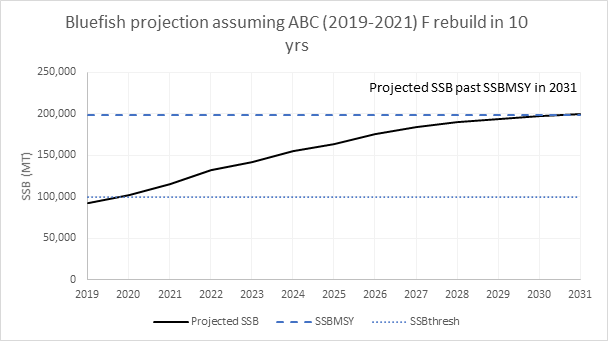 Bluefish projection assuming ABC (2019-2021) F rebuild in 10
yrs
250,000
Projected SSB past SSBMSY in 2031
200,000
150,000
SSB (MT)
100,000
50,000
0
2019 2020 2021 2022 2023 2024 2025 2026 2027 2028 2029 2030 2031
Projected SSB SSBMSY SSBthresh